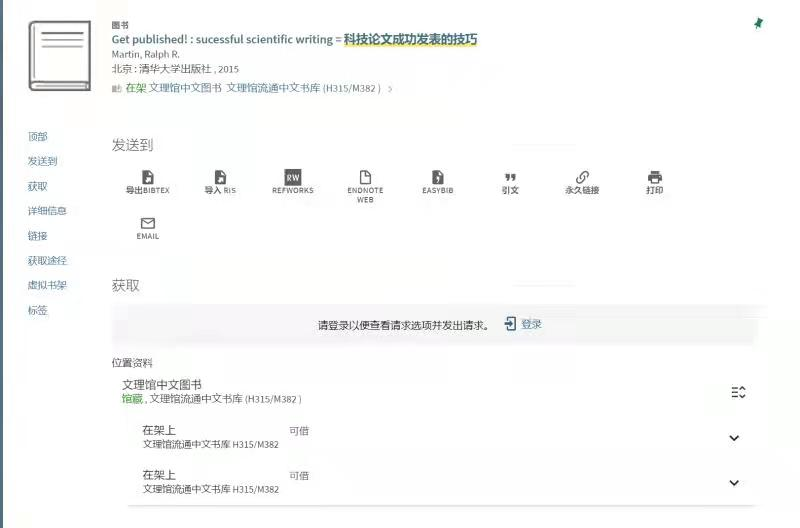 图书
Get published! : sucessful scientific writing = 科技论文成功发表的技巧
Martin, Ralph R.
北京 : 清华大学出版社 , 2015
在架 文理馆中文图书 文理馆流通中文书库 (H315/M382 )
顶部
发送到
获取
详细信息
链接
获取途径
虚拟书架
标签
发送到
导出BIBTEX
导入 RIS
RW
REFWORKS
ENDNOTE
WEB
EASYBIB
引文
永久链接
打印
EMAIL
获取
请登录以便查看请求选项并发出请求。 登录
位置资料
文理馆中文图书
馆藏 , 文理馆流通中文书库 (H315/M382 )
在架上 可借
文理馆流通中文书库 H315/M382
在架上 可借
文理馆流通中文书库 H315/M382